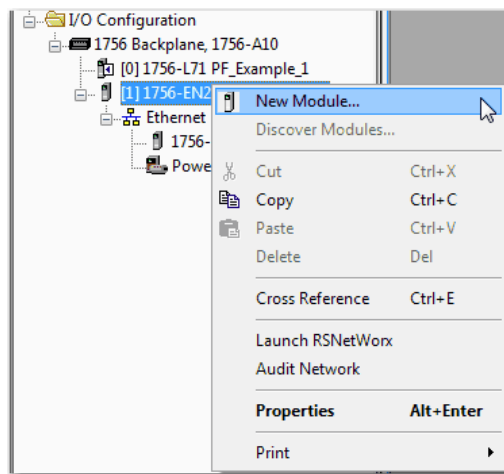 I/O Configuration
1756 Backplane, 1756-A10
[0] 1756-L71 PF_Example_1
[1] 1756-EN2
New Module...
Ethernet
Discover Modules...
1756-
Powe
Cut Ctrl+X
Copy Ctrl+C
Paste Ctrl+V
Delete Del
Cross Reference Ctrl+E
Launch RSNetWorx
Audit Network
Properties Alt+Enter
Print